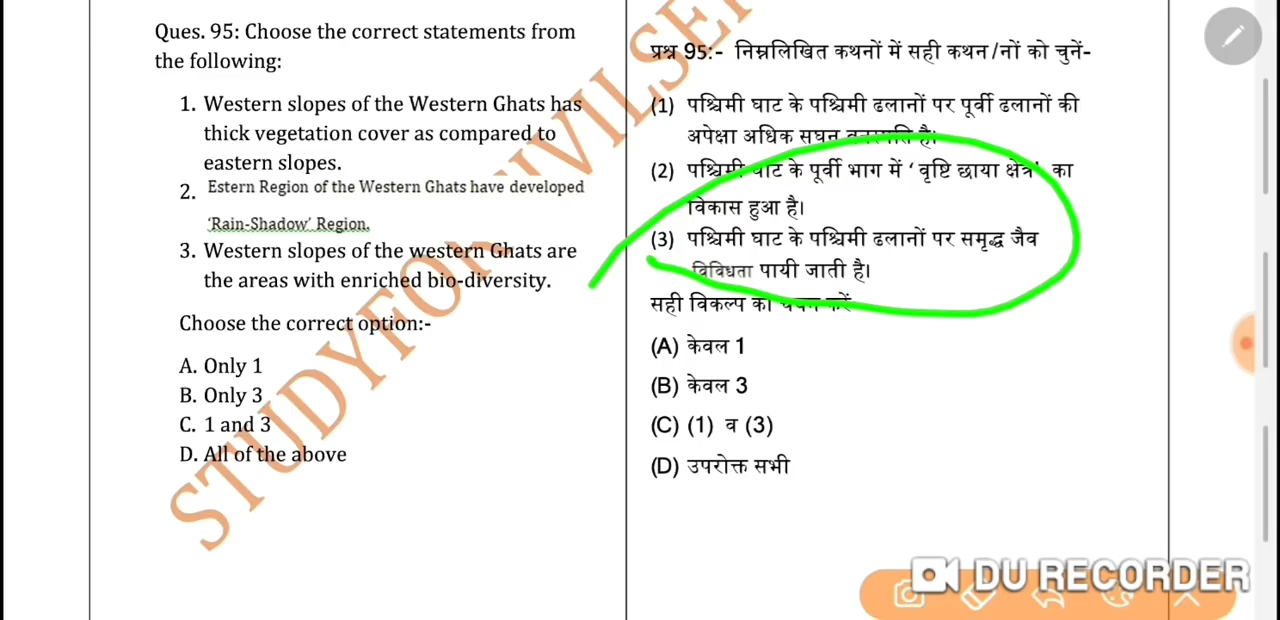 Ques. 95: Choose the correct statements from
the following:
1. Western slopes of the Western Ghats has
thick vegetation cover as compared to
eastern slopes.
2. Estern Region of the Western Ghats have developed
'Rain-Shadow' Region.
3. Western slopes of the western Ghats are
the areas with enriched bio-diversity.
Choose the correct option:-
A. Only 1
B. Only 3
C. 1 and 3
D. All of the above
प्रश्न 95:- निम्नलिखित कथनों में सही कथन/नों को चुनें-
(1) पश्चिमी घाट के पश्चिमी ढलानों पर पूर्वी ढलानों की
अपेक्षा अधिक सघन वनस्पति है।
(2) पश्चिमी घाट के पूर्वी भाग में ‘वृष्टि छाया क्षेत्र’ का
विकास हुआ है।
(3) पश्चिमी घाट के पश्चिमी ढलानों पर समृद्ध जैव
विविधता पायी जाती है।
सही विकल्प का चयन करें
(A) केवल 1
(B) केवल 3
(C) (1) व (3)
(D) उपरोक्त सभी
DU RECORDER